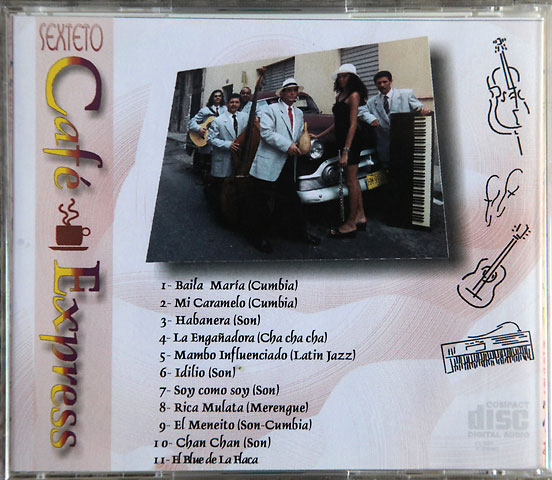 SEXTETO
Café Express
1- Baila María (Cumbia)
2- Mi Caramelo (Cumbia)
3- Habanera (Son)
4- La Engañadora (Cha cha cha)
5- Mambo Influenciado (Latin Jazz)
6- Idilio (Son)
7- Soy como soy (Son)
8- Rica Mulata (Merengue)
9- El Meneito (Son-Cumbia)
10- Chan Chan (Son)
11- El Blue de La Flaca
COMPACT
disc
DIGITAL AUDIO